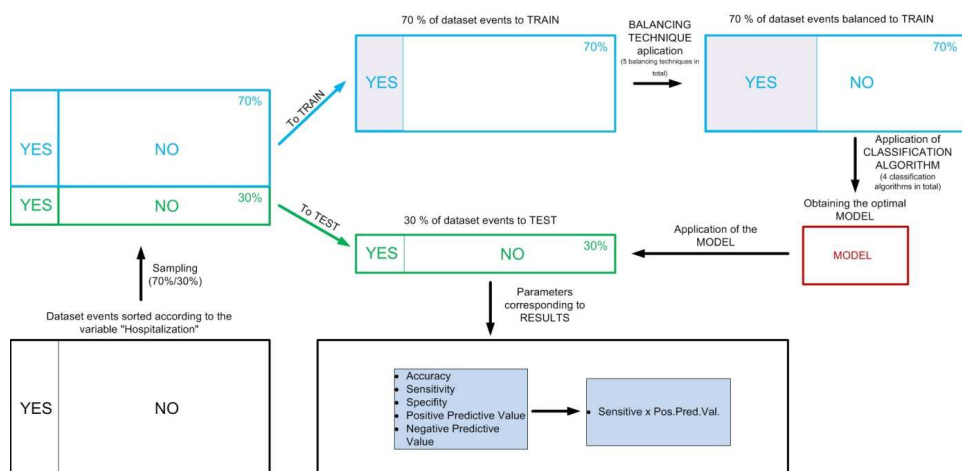 70 % of dataset events to TRAIN
BALANCING
TECHNIQUE
aplication
(5 balancing techniques in
total)
70 % of dataset events balanced to TRAIN
70%
YES
70%
YES
NO
70%
YES
NO
To TRAIN
30%
YES
NO
To TEST
Application of
CLASSIFICATION
ALGORITHM
(4 classification
algorithms in total)
Obtaining the optimal
MODEL
MODEL
Application of the
MODEL
30 % of dataset events to TEST
30%
YES
NO
Sampling
(70%/30%)
Parameters
corresponding to
RESULTS
Dataset events sorted according to the
variable "Hospitalization"
YES
NO
• Accuracy
• Sensitivity
• Specifity
• Positive Predictive Value
• Negative Predictive
Value
• Sensitive x Pos.Pred.Val.